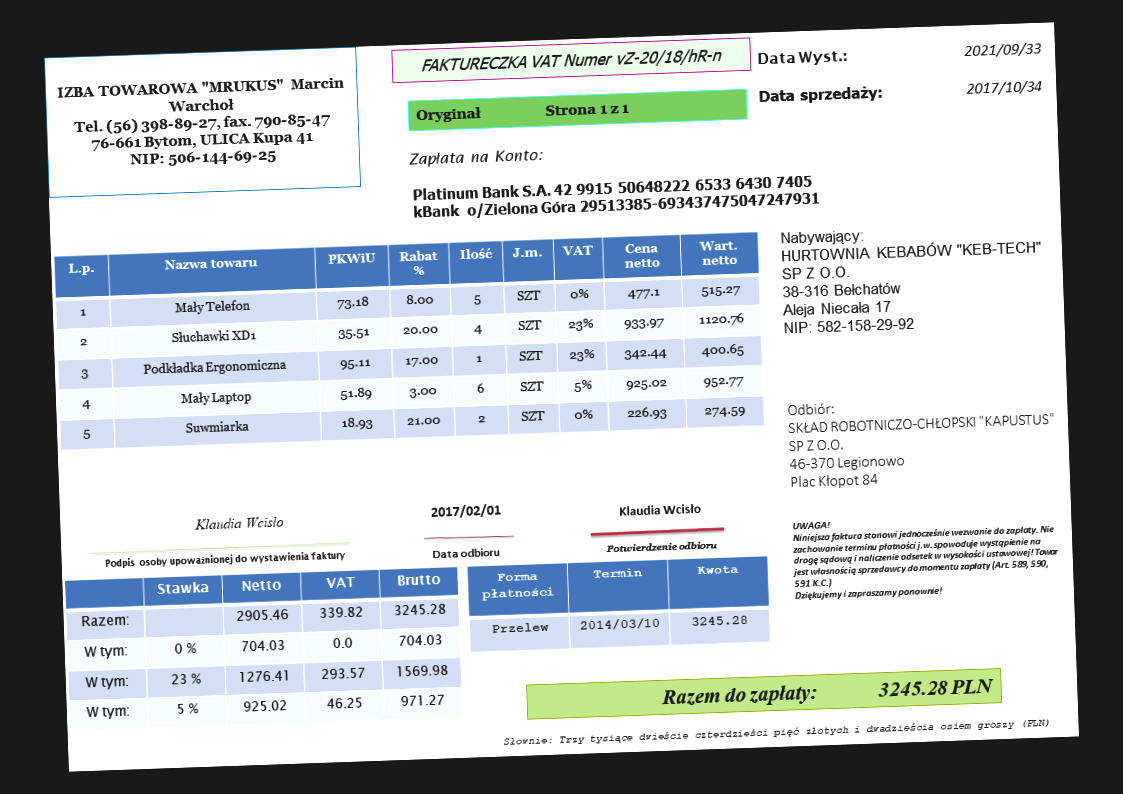 IZBA TOWAROWA "MRUKUS" Marcin
Warchoł
Tel. (56) 398-89-27, fax. 790-85-47
76-661 Bytom, ULICA Kupa 41
NIP: 506-144-69-25
FAKTURECZKA VAT Numer vZ-20/18/hR-n
Oryginał Strona 1 z 1
Data Wyst.: 2021/09/33
Data sprzedaży: 2017/10/34
Zapłata na Konto:
Platinum Bank S.A. 42 9915 50648222 6533 6430 7405
kBank o/Zielona Góra 29513385-693437475047247931
Nabywający:
HURTOWNIA KEBABÓW "KEB-TECH"
SP Z O.O.
38-316 Bełchatów
Aleja Niecała 17
NIP: 582-158-29-92
L.p. Nazwa towaru PKWiU Rabat % Ilość J.m. VAT Cena netto Wart. netto
1 Mały Telefon 73.18 8.00 5 SZT 0% 477.1 515.27
2 Słuchawki XD1 35.51 20.00 4 SZT 23% 933.97 1120.76
3 Podkładka Ergonomiczna 95.11 17.00 1 SZT 23% 342.44 400.65
4 Mały Laptop 51.89 3.00 6 SZT 5% 925.02 952.77
5 Suwmiarka 18.93 21.00 2 SZT 0% 226.93 274.59
Odbiór:
SKŁAD ROBOTNICZO-CHŁOPSKI "KAPUSTUS"
SP Z O.O.
46-370 Legionowo
Plac Kłopot 84
Klaudia Wcisło
Podpis osoby upoważnionej do wystawienia faktury
2017/02/01
Data odbioru
Klaudia Wcisło
Potwierdzenie odbioru
UWAGA!
Niniejsza faktura stanowi jednocześnie wezwanie do zapłaty. Nie
zachowanie terminu płatności j.w. spowoduje wystąpienie na
drogę sądową i naliczenie odsetek w wysokości ustawowej! Towar
jest własnością sprzedawcy do momentu zapłaty (Art. 589, 590,
591 K.C.)
Dziękujemy i zapraszamy ponownie!
Stawka Netto VAT Brutto
Razem: 2905.46 339.82 3245.28
W tym: 0 % 704.03 0.0 704.03
W tym: 23 % 1276.41 293.57 1569.98
W tym: 5 % 925.02 46.25 971.27
Forma płatności Termin Kwota
Przelew 2014/03/10 3245.28
Razem do zapłaty: 3245.28 PLN
Słownie: Trzy tysiące dwieście czterdzieści pięć złotych i dwadzieścia osiem groszy (PLN)